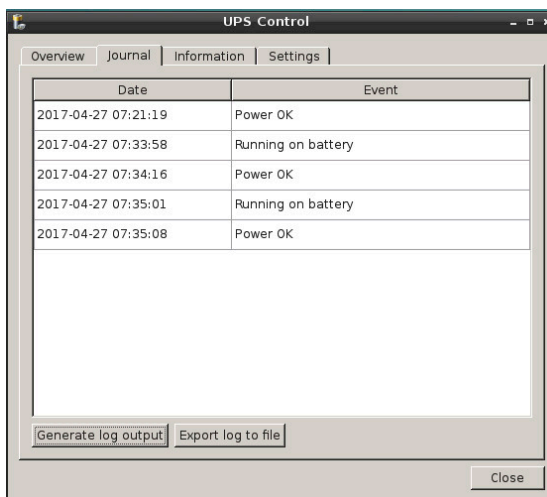 UPS Control
Overview Journal Information Settings
Date Event
2017-04-27 07:21:19 Power OK
2017-04-27 07:33:58 Running on battery
2017-04-27 07:34:16 Power OK
2017-04-27 07:35:01 Running on battery
2017-04-27 07:35:08 Power OK
Generate log output Export log to file
Close